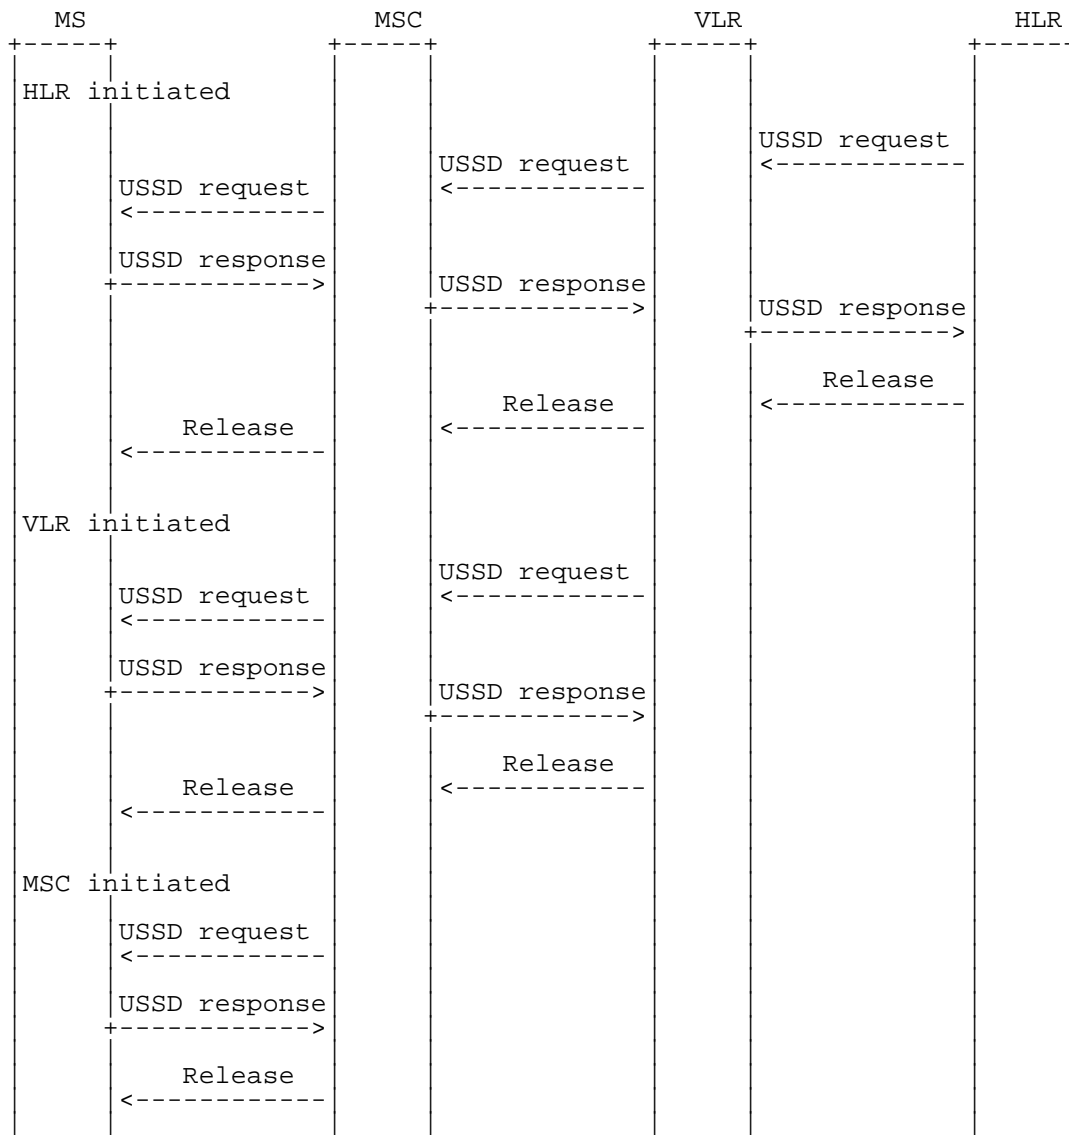 MS MSC VLR HLR
HLR initiated
USSD request
USSD request
USSD request
USSD response
USSD response
USSD response
Release
Release
Release
VLR initiated
USSD request
USSD request
USSD response
USSD response
Release
Release
MSC initiated
USSD request
USSD response
Release